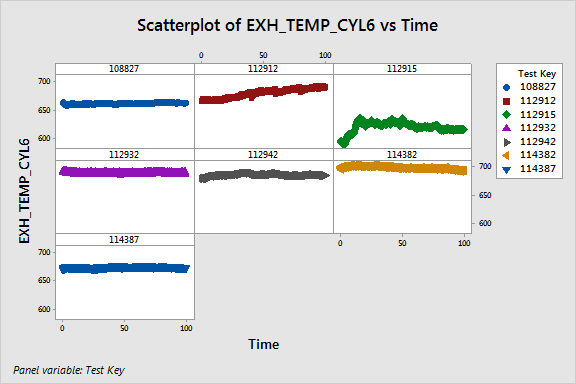 Scatterplot of EXH_TEMP_CYL6 vs Time
0 50 100
108827 112912 112915
700
650
600
112932 112942 114382
700
650
600
0 50 100
114387
700
650
600
0 50 100
EXH_TEMP_CYL6
Time
Test Key
108827
112912
112915
112932
112942
114382
114387
Panel variable: Test Key